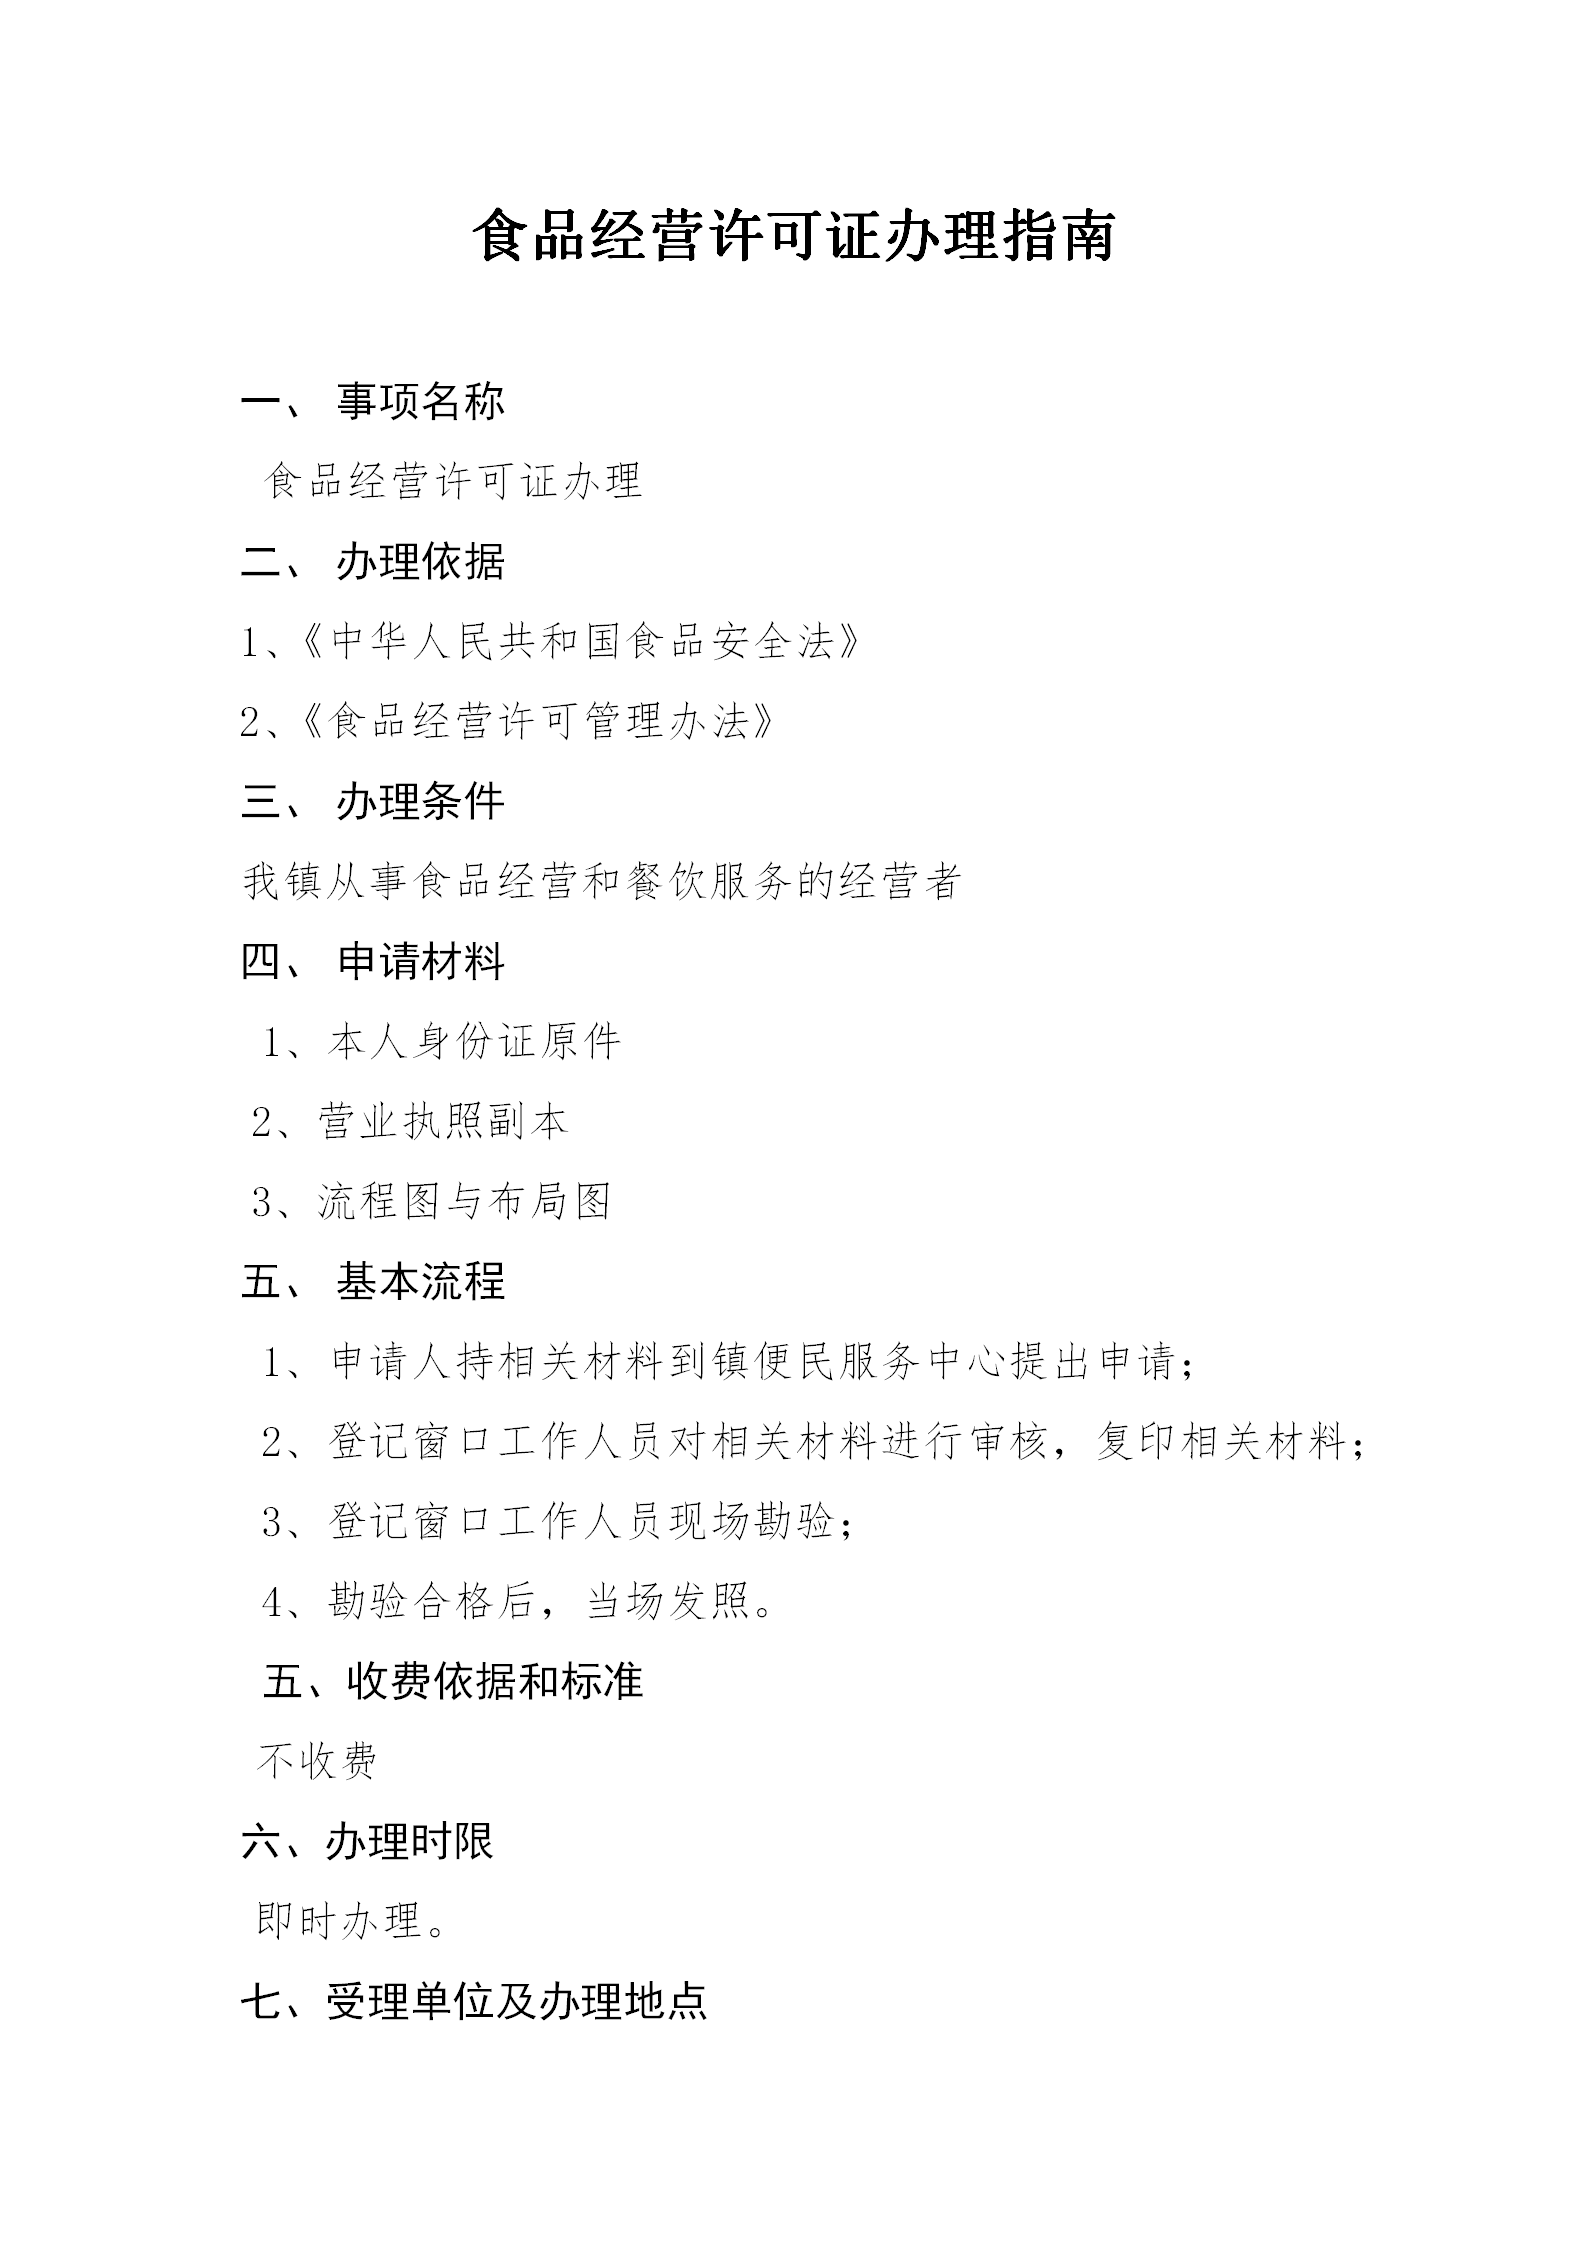 食品经营许可证办理指南
一、 事项名称
食品经营许可证办理
二、 办理依据
1、《中华人民共和国食品安全法》
2、《食品经营许可管理办法》
三、 办理条件
我镇从事食品经营和餐饮服务的经营者
四、 申请材料
1、本人身份证原件
2、营业执照副本
3、流程图与布局图
五、 基本流程
1、申请人持相关材料到镇便民服务中心提出申请；
2、登记窗口工作人员对相关材料进行审核，复印相关材料；
3、登记窗口工作人员现场勘验；
4、勘验合格后，当场发照。
五、收费依据和标准
不收费
六、办理时限
即时办理。
七、受理单位及办理地点